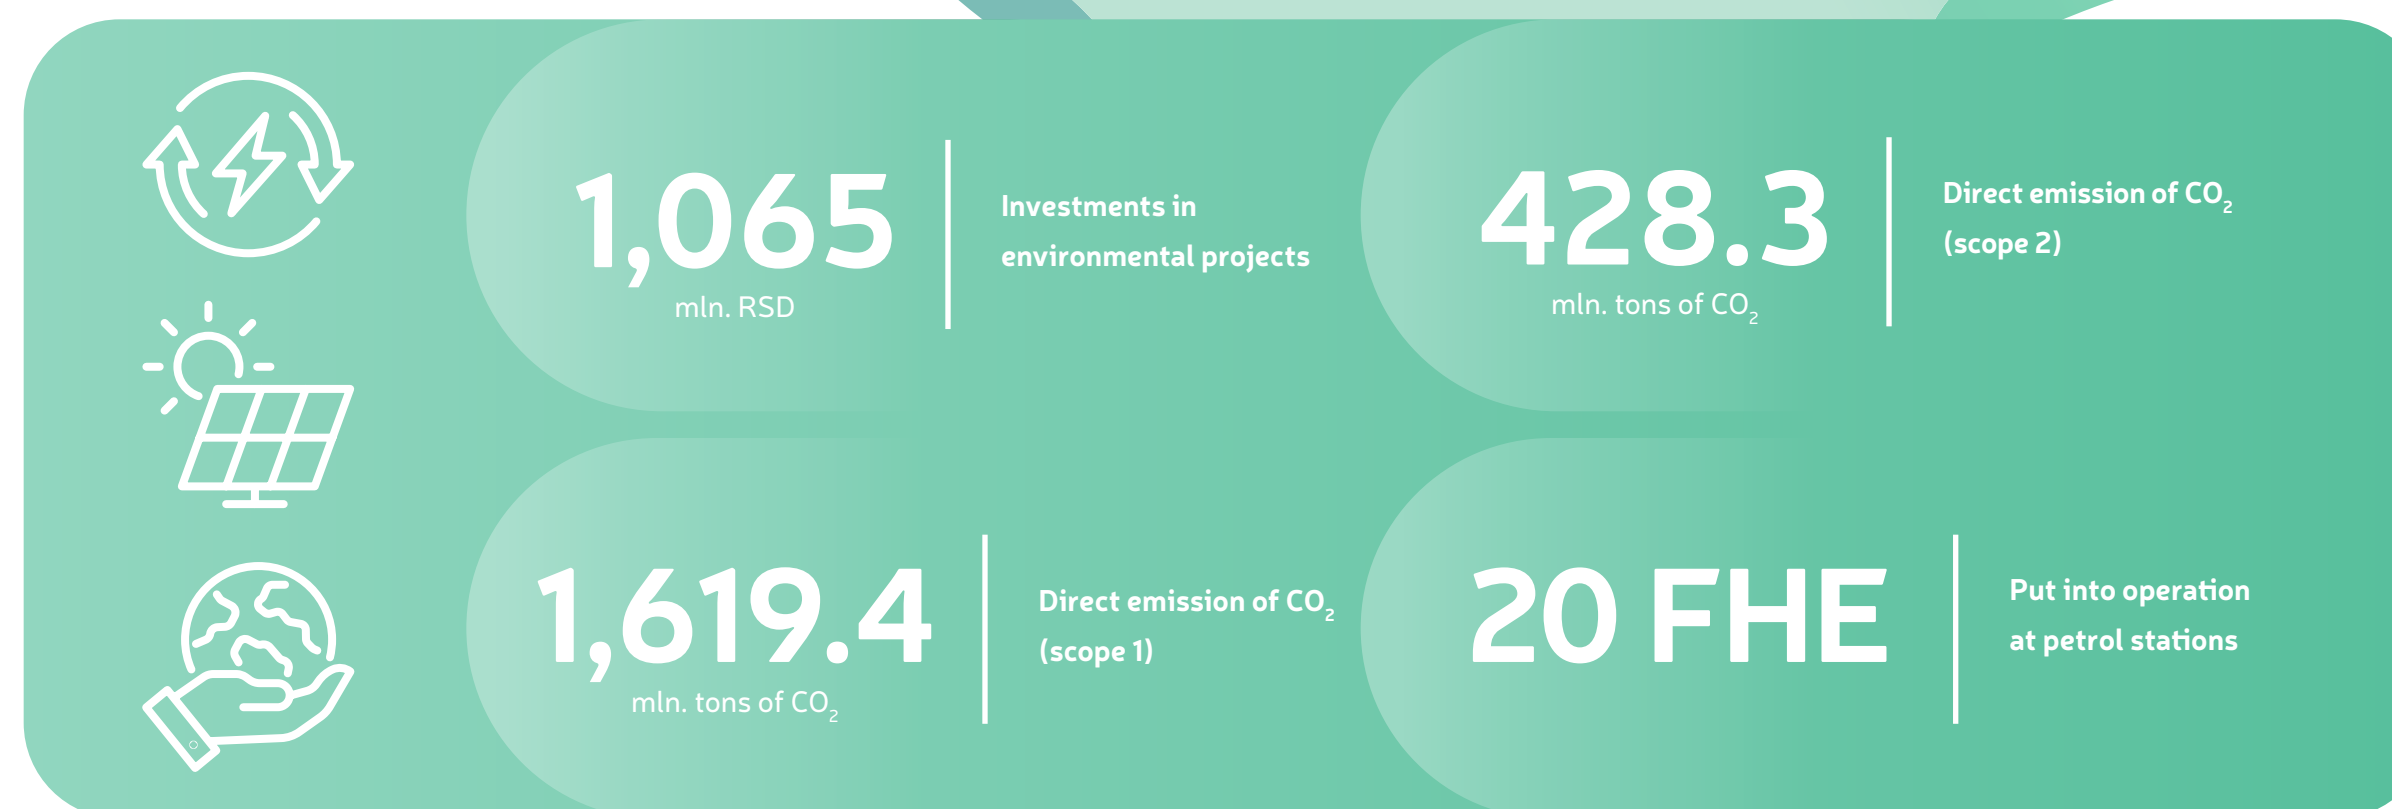 1,065
mln. RSD
Investments in
environmental projects
428.3
mln. tons of CO₂
Direct emission of CO₂
(scope 2)
1,619.4
mln. tons of CO₂
Direct emission of CO₂
(scope 1)
20 FHE
Put into operation
at petrol stations